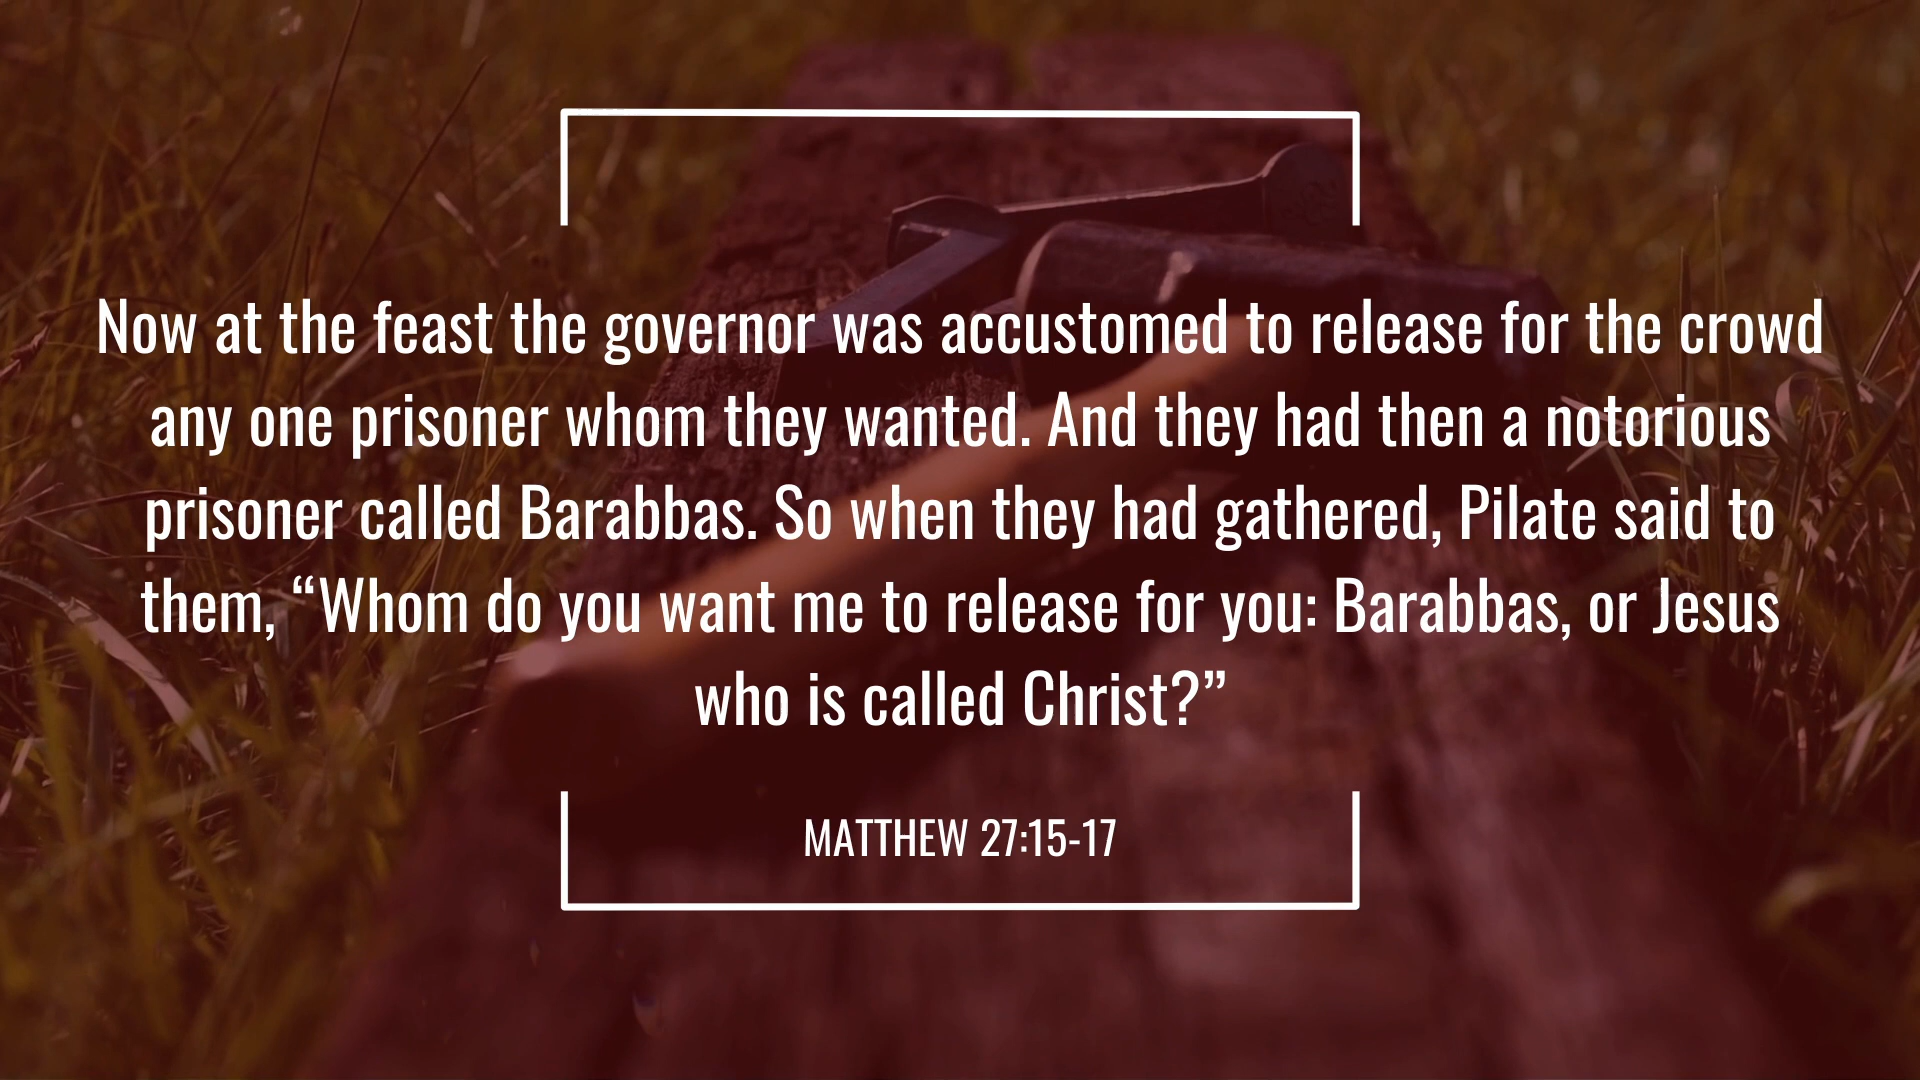 Now at the feast the governor was accustomed to release for the crowd
any one prisoner whom they wanted. And they had then a notorious
prisoner called Barabbas. So when they had gathered, Pilate said to
them, “Whom do you want me to release for you: Barabbas, or Jesus
who is called Christ?”
MATTHEW 27:15-17